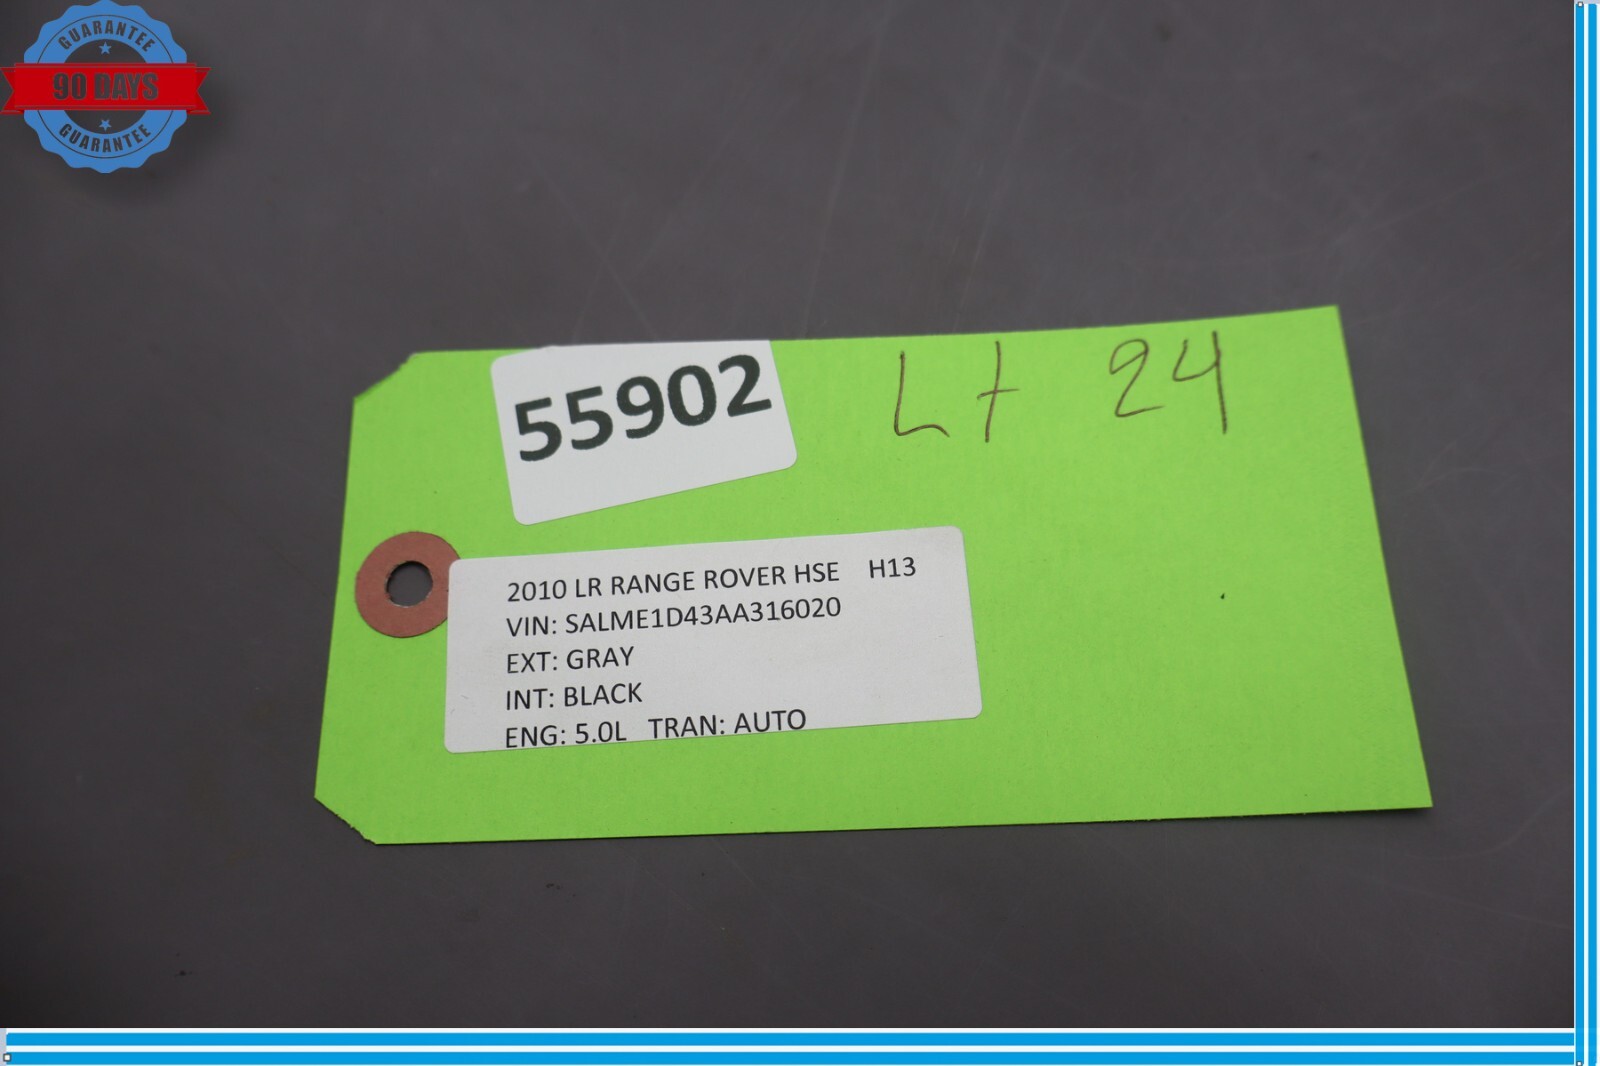 GUARANTEE
90 DAYS
GUARANTEE
55902
Lt 24
2010 LR RANGE ROVER HSE H13
VIN: SALME1D43AA316020
EXT: GRAY
INT: BLACK
ENG: 5.0L TRAN: AUTO